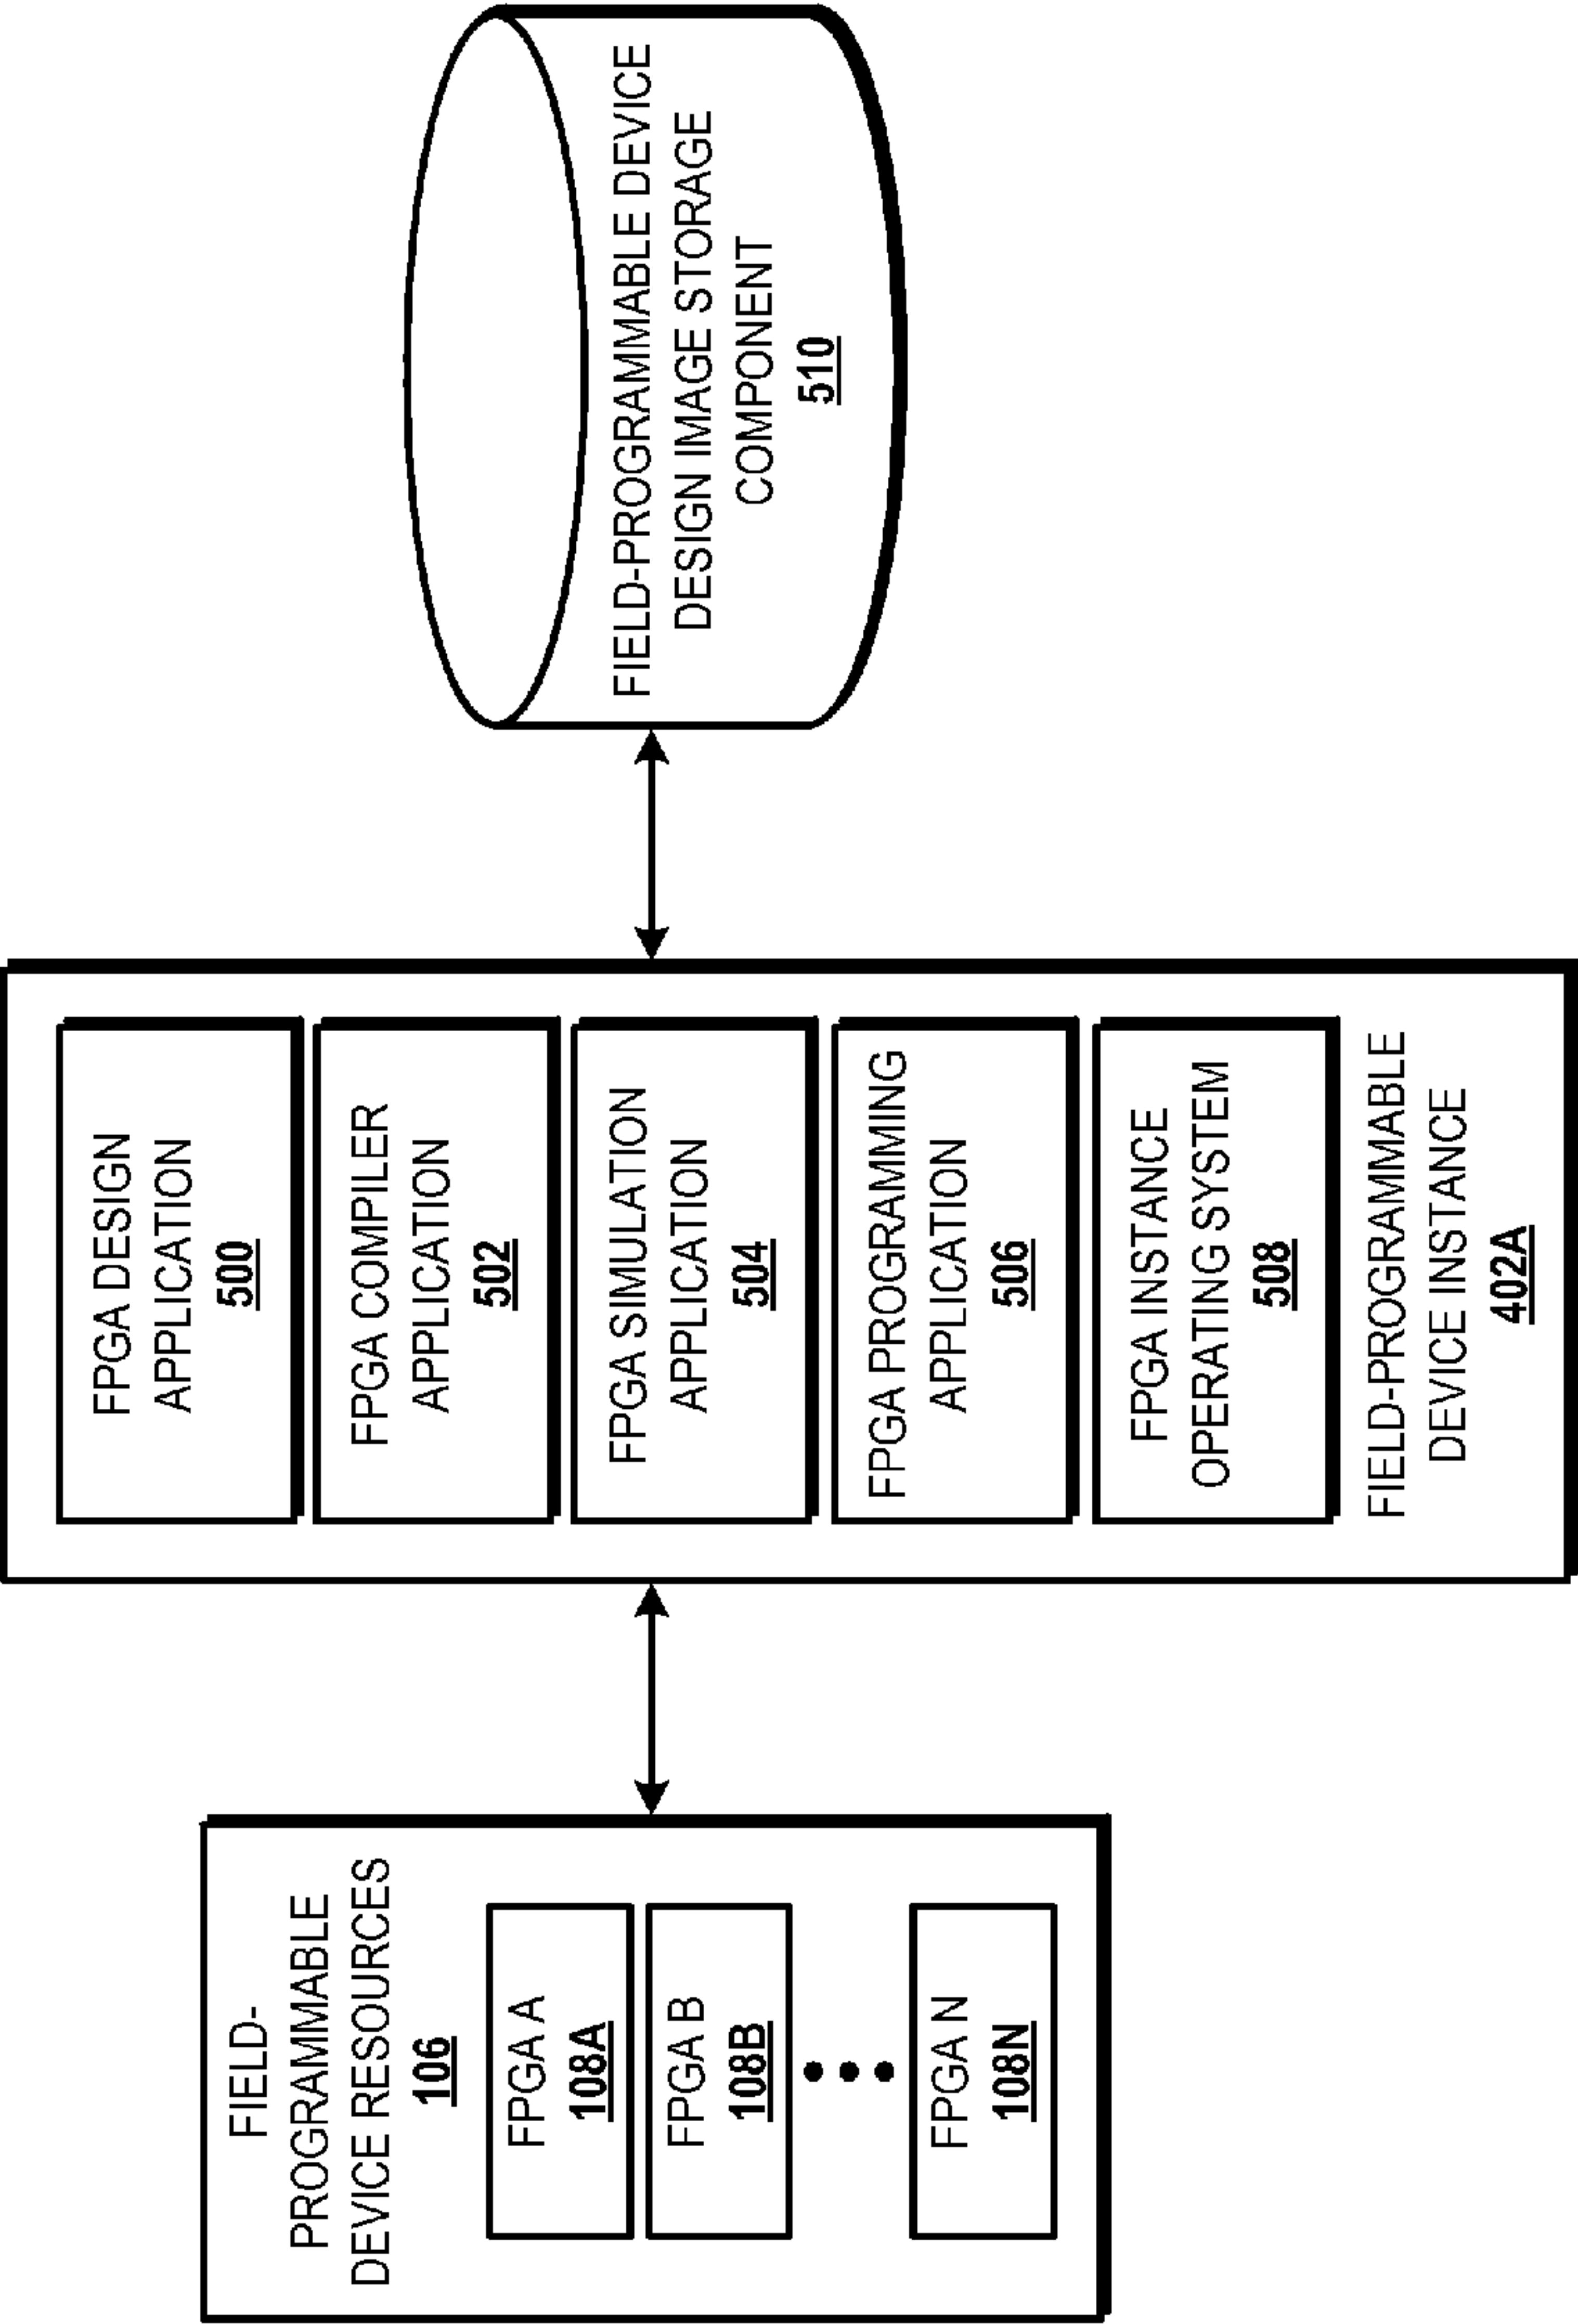 FIELD-
PROGRAMMABLE
DEVICE RESOURCES
106
FPGA A
108A
FPGA B
108B
FPGA N
108N
FPGA DESIGN
APPLICATION
500
FPGA COMPILER
APPLICATION
502
FPGA SIMULATION
APPLICATION
504
FPGA PROGRAMING
APPLICATION
506
FPGA INSTANCE
OPERATING SYSTEM
508
FIELD-PROGRAMMABLE
DEVICE INSTANCE
402A
FIELD-PROGRAMMABLE DEVICE
DESIGN IMAGE STORAGE
COMPONENT
510